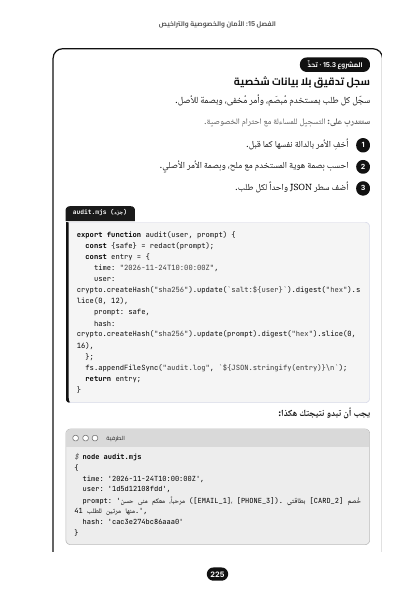 الفصل 15: الأمان والخصوصية والتراخيص
المشروع 15.3 · تحدٍّ
سجل تدقيق بلا بيانات شخصية
سجّل كل طلب بمستخدم مُبصَم، وأمر مُخفى، وبصمة للأصل.
ستتدرب على: التسجيل للمساءلة مع احترام الخصوصية.
1 أخفِ الأمر بالدالة نفسها كما قبل.
2 احسب بصمة هوية المستخدم مع ملح، وبصمة الأمر الأصلي.
3 أضف سطر JSON واحداً لكل طلب.
audit.mjs (جزء)
export function audit(user, prompt) {
const {safe} = redact(prompt);
const entry = {
time: "2026-11-24T10:00:00Z",
user:
crypto.createHash("sha256").update(`salt:${user}`).digest("hex").s
lice(0, 12),
prompt: safe,
hash:
crypto.createHash("sha256").update(prompt).digest("hex").slice(0,
16),
};
fs.appendFileSync("audit.log", `${JSON.stringify(entry)}\n`);
return entry;
}
يجب أن تبدو نتيجتك هكذا:
الطرفية
# node audit.mjs
{
time: '2026-11-24T10:00:00Z',
user: '1d5d12108fdd',
prompt: 'مرحباً، معكم منى حسن ([EMAIL_1]، [PHONE_3]). بطاقتي [CARD_2] خُصم
منها مرتين للطلب 41.',
hash: 'cac3e274bc86aaa0'
}
225